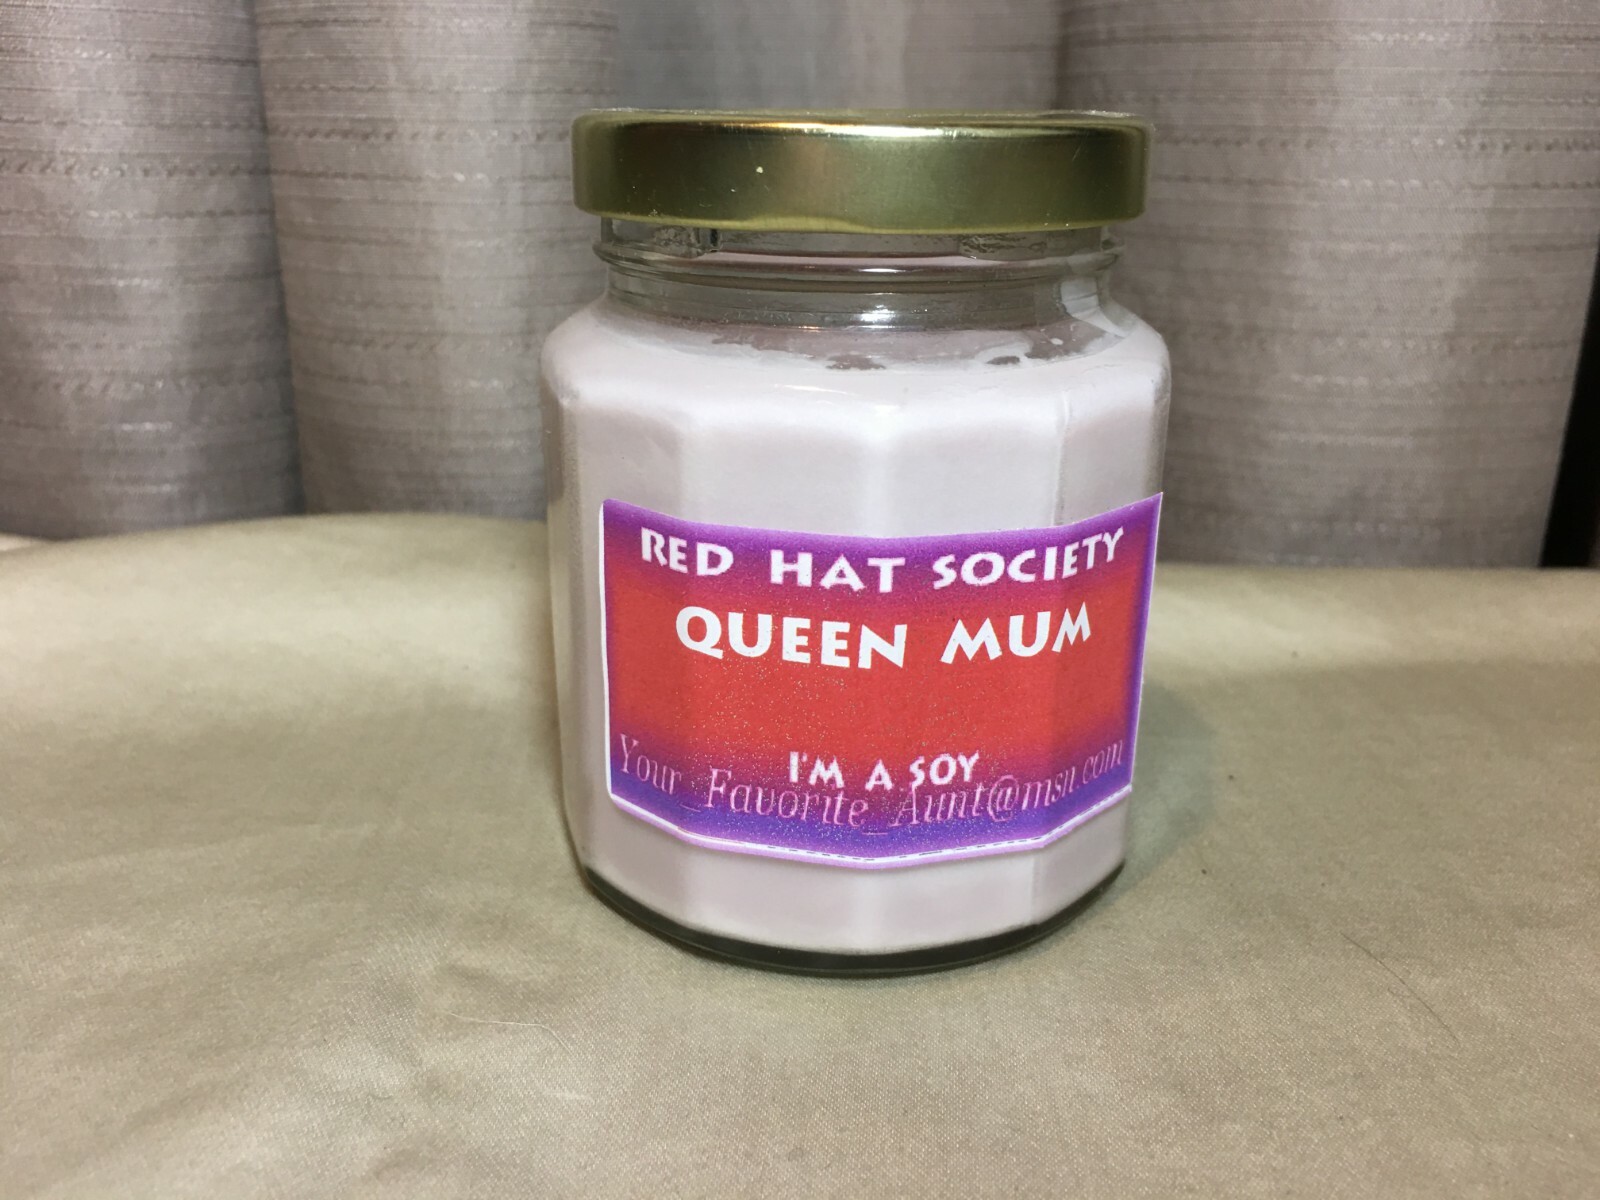 RED HAT SOCIETY
QUEEN MUM
I'M A SOY
Your_Favorite_Aunt@msn.com